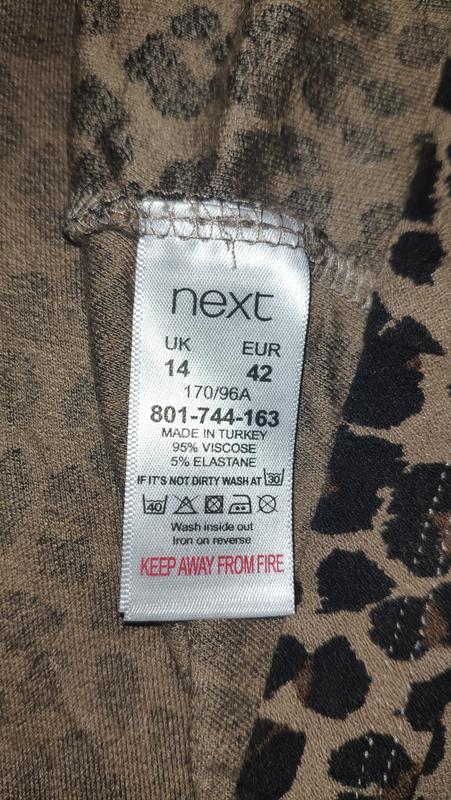 next
UK EUR
14 42
170/96A
801-744-163
MADE IN TURKEY
95% VISCOSE
5% ELASTANE
IF IT'S NOT DIRTY WASH AT 30
40
Wash inside out
Iron on reverse
KEEP AWAY FROM FIRE